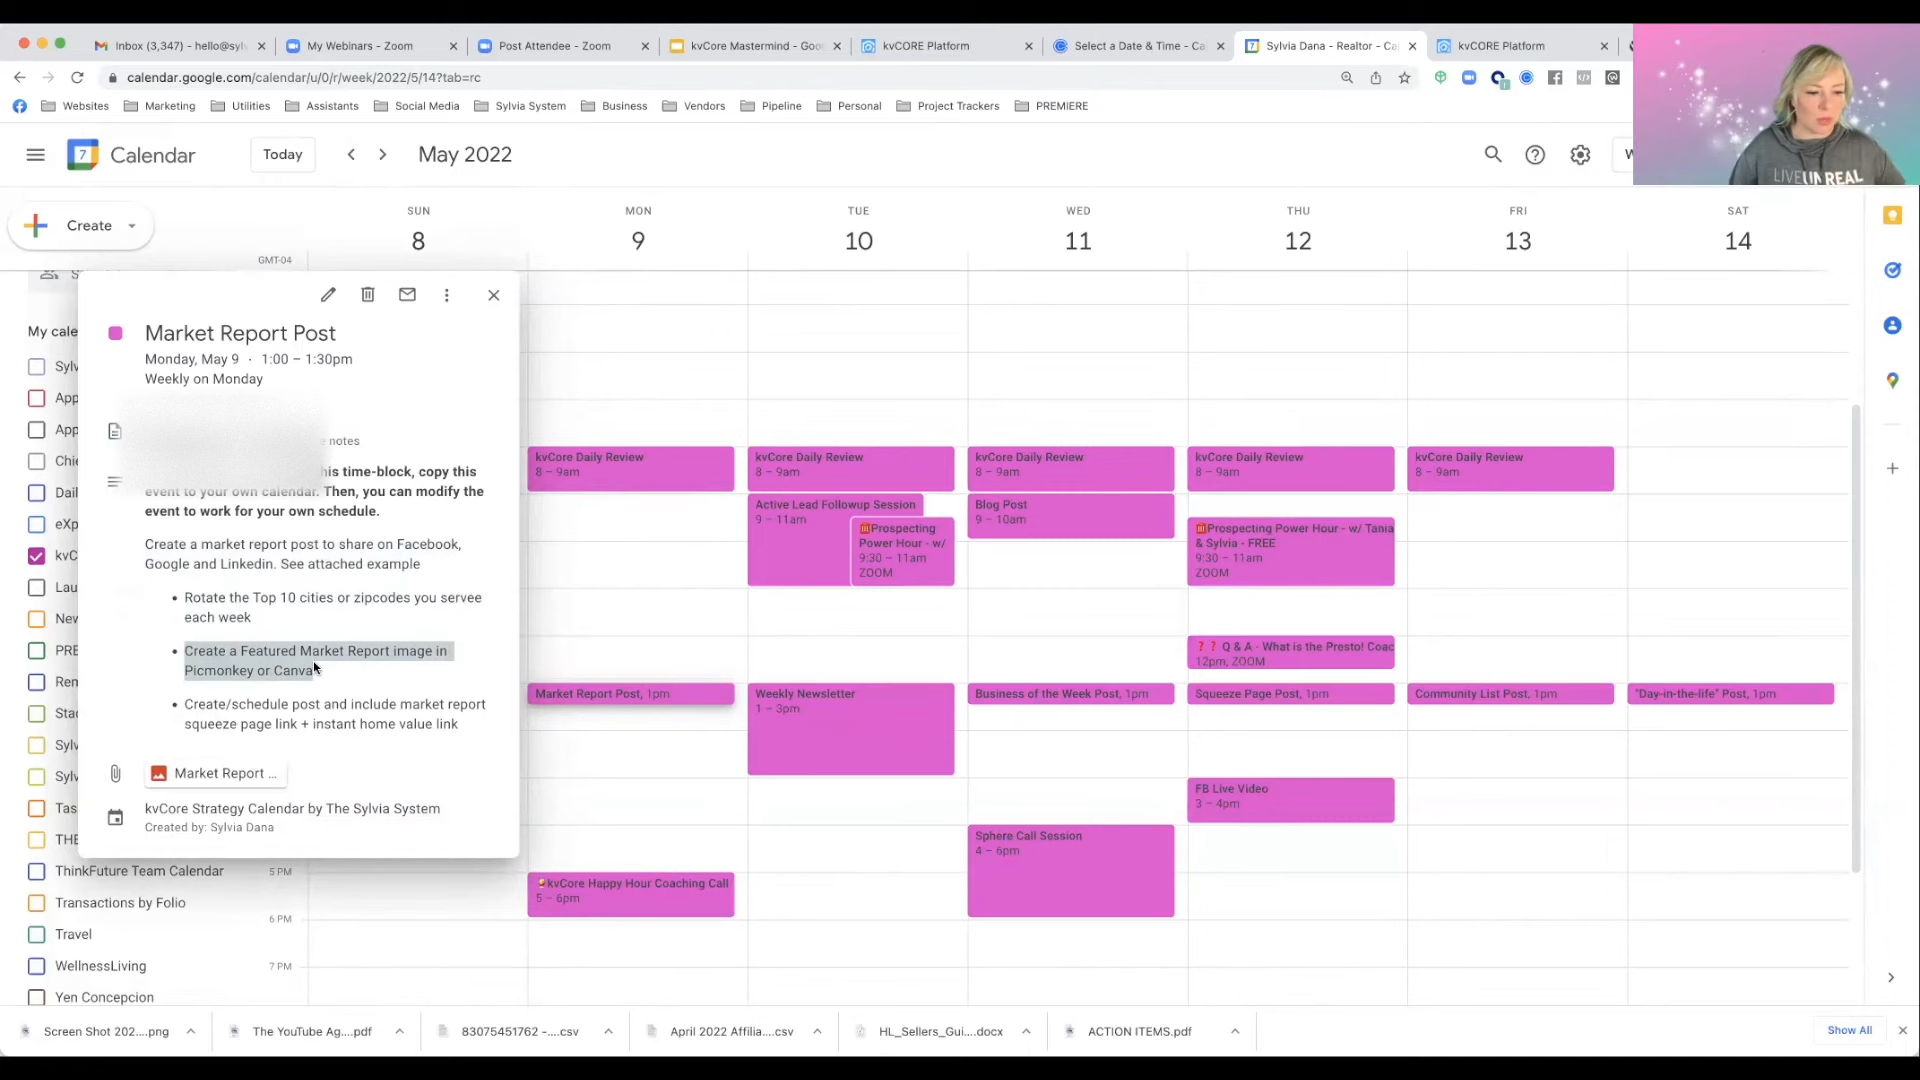 Inbox (3,347) - hello@syl
My Webinars - Zoom
Post Attendee - Zoom
kvCore Mastermind - Goo
kvCORE Platform
Select a Date & Time - Ca
Sylvia Dana - Realtor - Ca
kvCORE Platform
calendar.google.com/calendar/u/0/r/week/2022/5/14?tab=rc
Websites
Marketing
Utilities
Assistants
Social Media
Sylvia System
Business
Vendors
Pipeline
Personal
Project Trackers
PREMIERE
LIVEUNREAL
7
Calendar
Today
May 2022
Create
GMT-04
SUN
8
MON
9
TUE
10
WED
11
THU
12
FRI
13
SAT
14
My cale
Sylv
App
App
Chie
Dail
eXp
kvC
Lau
New
PRE
Rem
Stac
Sylv
Sylv
Tas
THE
ThinkFuture Team Calendar
Transactions by Folio
Travel
WellnessLiving
Yen Concepcion
Market Report Post
Monday, May 9 · 1:00 – 1:30pm
Weekly on Monday
notes
his time-block, copy this
event to your own calendar. Then, you can modify the
event to work for your own schedule.
Create a market report post to share on Facebook,
Google and Linkedin. See attached example
• Rotate the Top 10 cities or zipcodes you servee
each week
• Create a Featured Market Report image in
Picmonkey or Canva
• Create/schedule post and include market report
squeeze page link + instant home value link
Market Report ...
kvCore Strategy Calendar by The Sylvia System
Created by: Sylvia Dana
5 PM
6 PM
7 PM
kvCore Daily Review
8 – 9am
Market Report Post, 1pm
kvCore Happy Hour Coaching Call
5 – 6pm
kvCore Daily Review
8 – 9am
Active Lead Followup Session
9 – 11am
Prospecting
Power Hour - w/
9:30 – 11am
ZOOM
Weekly Newsletter
1 – 3pm
kvCore Daily Review
8 – 9am
Blog Post
9 – 10am
Business of the Week Post, 1pm
Sphere Call Session
4 – 6pm
kvCore Daily Review
8 – 9am
Prospecting Power Hour - w/ Tania
& Sylvia - FREE
9:30 – 11am
ZOOM
❓❓ Q & A - What is the Presto! Coac
12pm, ZOOM
Squeeze Page Post, 1pm
FB Live Video
3 – 4pm
kvCore Daily Review
8 – 9am
Community List Post, 1pm
"Day-in-the-life" Post, 1pm
Screen Shot 202....png
The YouTube Ag....pdf
83075451762 -....csv
April 2022 Affilia....csv
HL_Sellers_Gui....docx
ACTION ITEMS.pdf
Show All